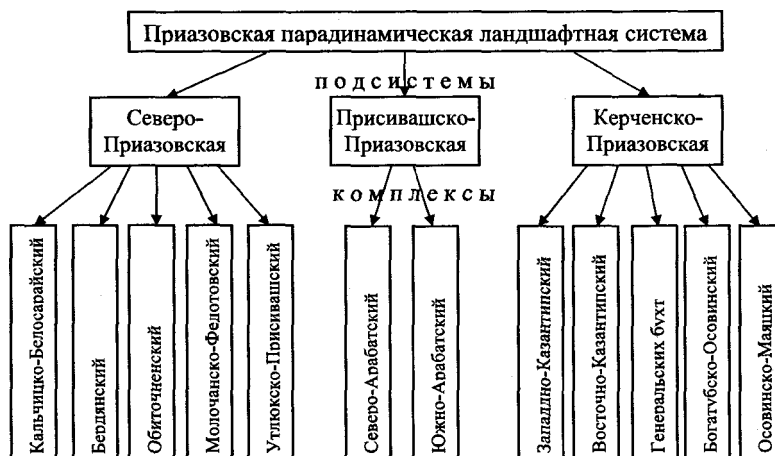 Приазовская парадинамическая ландшафтная система
подсистемы
Северо-
Приазовская
Присивашско-
Приазовская
Керченско-
Приазовская
комплексы
Кальчицко-Белосарайский
Бердянский
Обиточненский
Молочанско-Федотовский
Утлюкско-Присивашский
Северо-Арабатский
Южно-Арабатский
Западно-Казантипский
Восточно-Казантипский
Генеральских бухт
Богатубско-Осовинский
Осовинско-Маяцкий